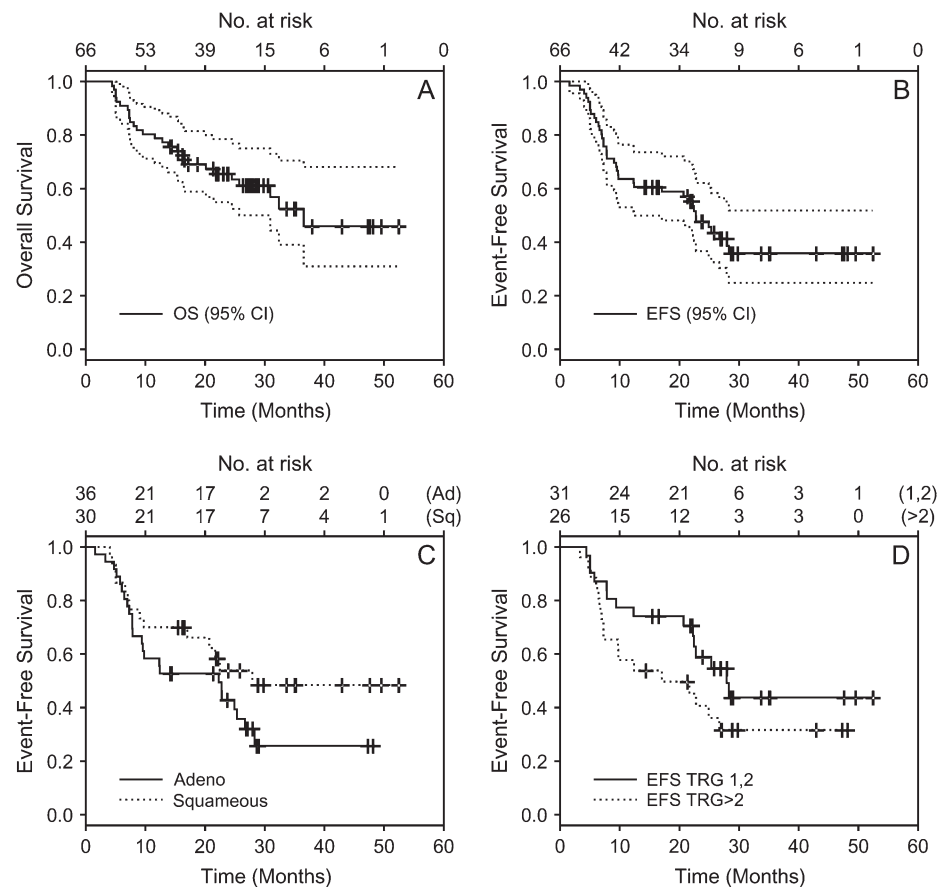 No. at risk
66 53 39 15 6 1 0
1.0
0.8
0.6
0.4
0.2
0.0
Overall Survival
A
OS (95% CI)
0 10 20 30 40 50 60
Time (Months)
No. at risk
66 42 34 9 6 1 0
1.0
0.8
0.6
0.4
0.2
0.0
Event-Free Survival
B
EFS (95% CI)
0 10 20 30 40 50 60
Time (Months)
No. at risk
36 21 17 2 2 0 (Ad)
30 21 17 7 4 1 (Sq)
1.0
0.8
0.6
0.4
0.2
0.0
Event-Free Survival
C
Adeno
Squameous
0 10 20 30 40 50 60
Time (Months)
No. at risk
31 24 21 6 3 1 (1,2)
26 15 12 3 3 0 (>2)
1.0
0.8
0.6
0.4
0.2
0.0
Event-Free Survival
D
EFS TRG 1,2
EFS TRG>2
0 10 20 30 40 50 60
Time (Months)